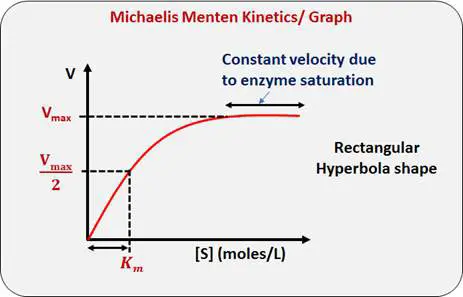 Michaelis Menten Kinetics/ Graph
Constant velocity due
to enzyme saturation
V
Vmax
Vmax
2
Rectangular
Hyperbola shape
[S] (moles/L)
Km